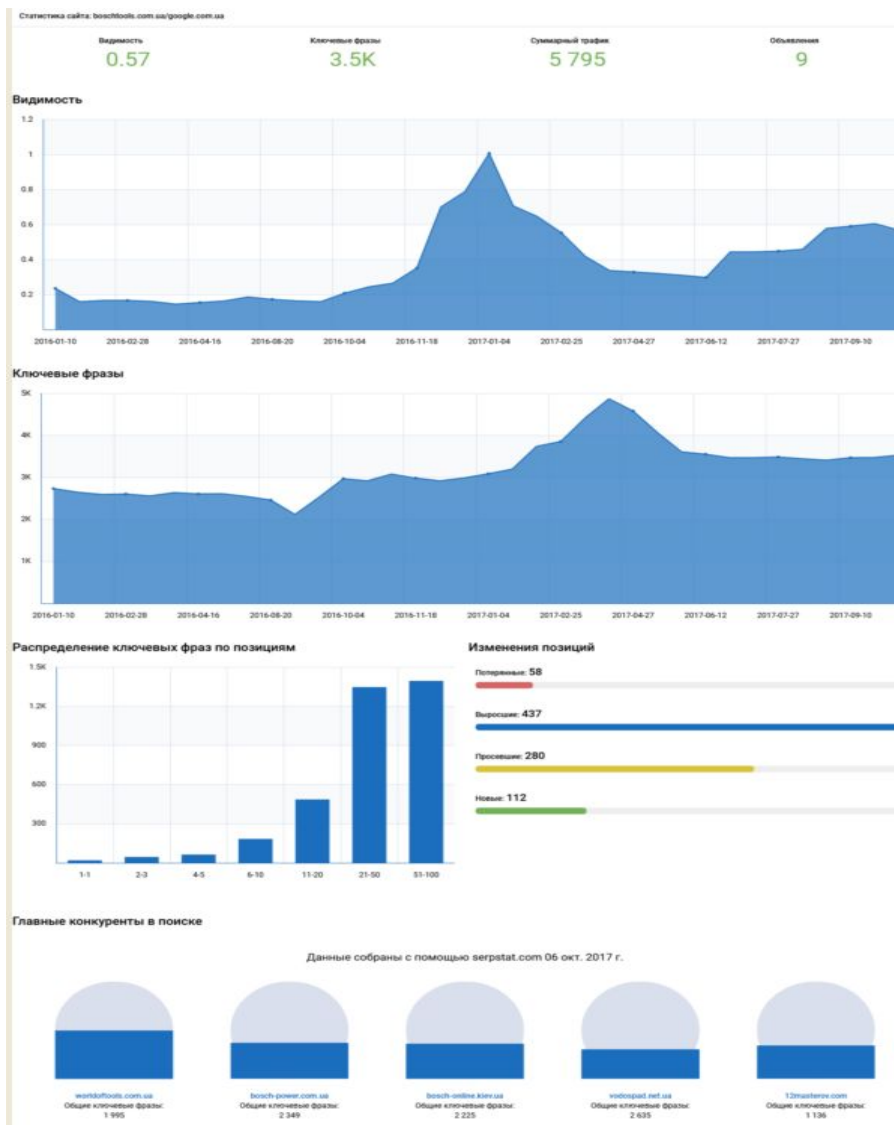 Статистика сайта: boschtools.com.ua/google.com.ua
Видимость Ключевые фразы Суммарный трафик Объявления
0.57 3.5K 5 795 9
Видимость
1.2
1
0.8
0.6
0.4
0.2
2016-01-10 2016-02-28 2016-04-16 2016-08-20 2016-10-04 2016-11-18 2017-01-04 2017-02-25 2017-04-27 2017-06-12 2017-07-27 2017-09-10
Ключевые фразы
5K
4K
3K
2K
1K
2016-01-10 2016-02-28 2016-04-16 2016-08-20 2016-10-04 2016-11-18 2017-01-04 2017-02-25 2017-04-27 2017-06-12 2017-07-27 2017-09-10
Распределение ключевых фраз по позициям
1.5K
1.2K
900
600
300
1-1 2-3 4-5 6-10 11-20 21-50 51-100
Изменения позиций
Потерянные: 58
Выросшие: 437
Просевшие: 280
Новые: 112
Главные конкуренты в поиске
Данные собраны с помощью serpstat.com 06 окт. 2017 г.
worldoftools.com.ua bosch-power.com.ua bosch-online.kiev.ua vodospad.net.ua 12masterov.com
Общие ключевые фразы: Общие ключевые фразы: Общие ключевые фразы: Общие ключевые фразы: Общие ключевые фразы:
1 995 2 349 2 225 2 635 1 136